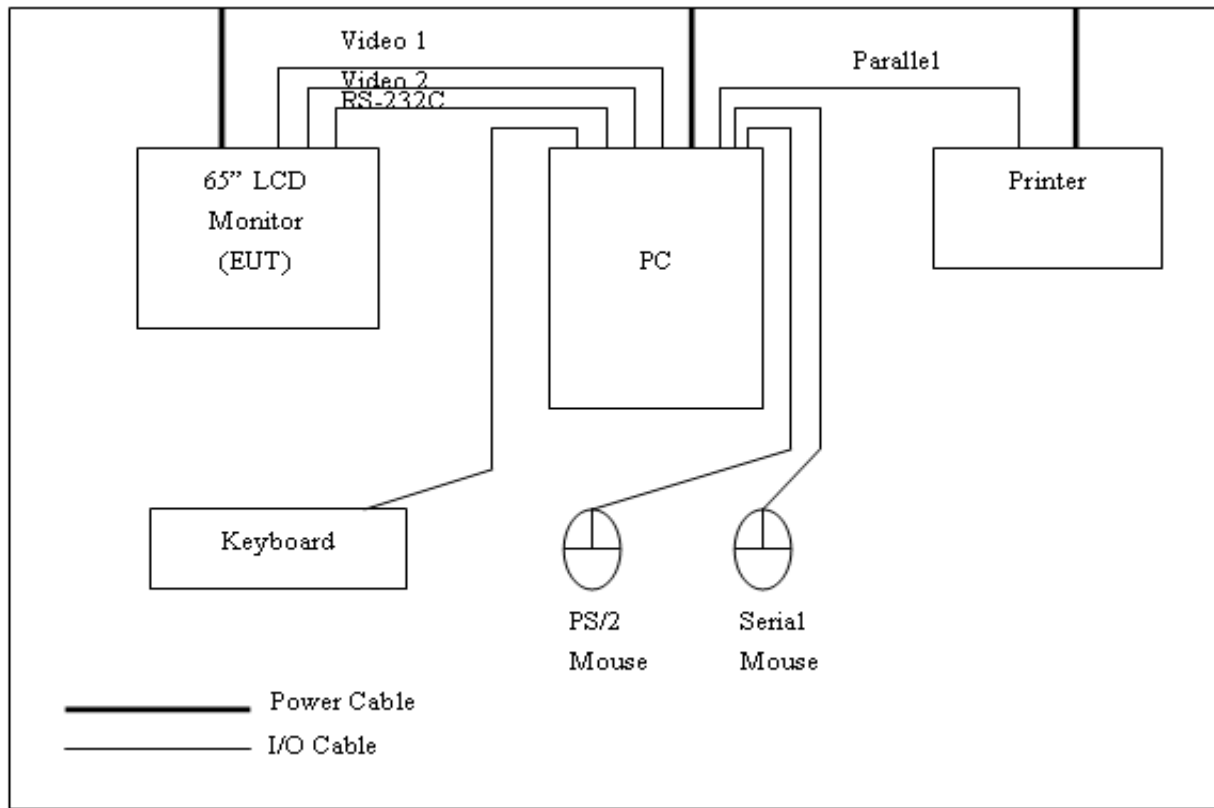 Video 1
Video 2
RS-232C
Parallel
65” LCD
Monitor
(EUT)
PC
Printer
Keyboard
PS/2
Mouse
Serial
Mouse
Power Cable
I/O Cable